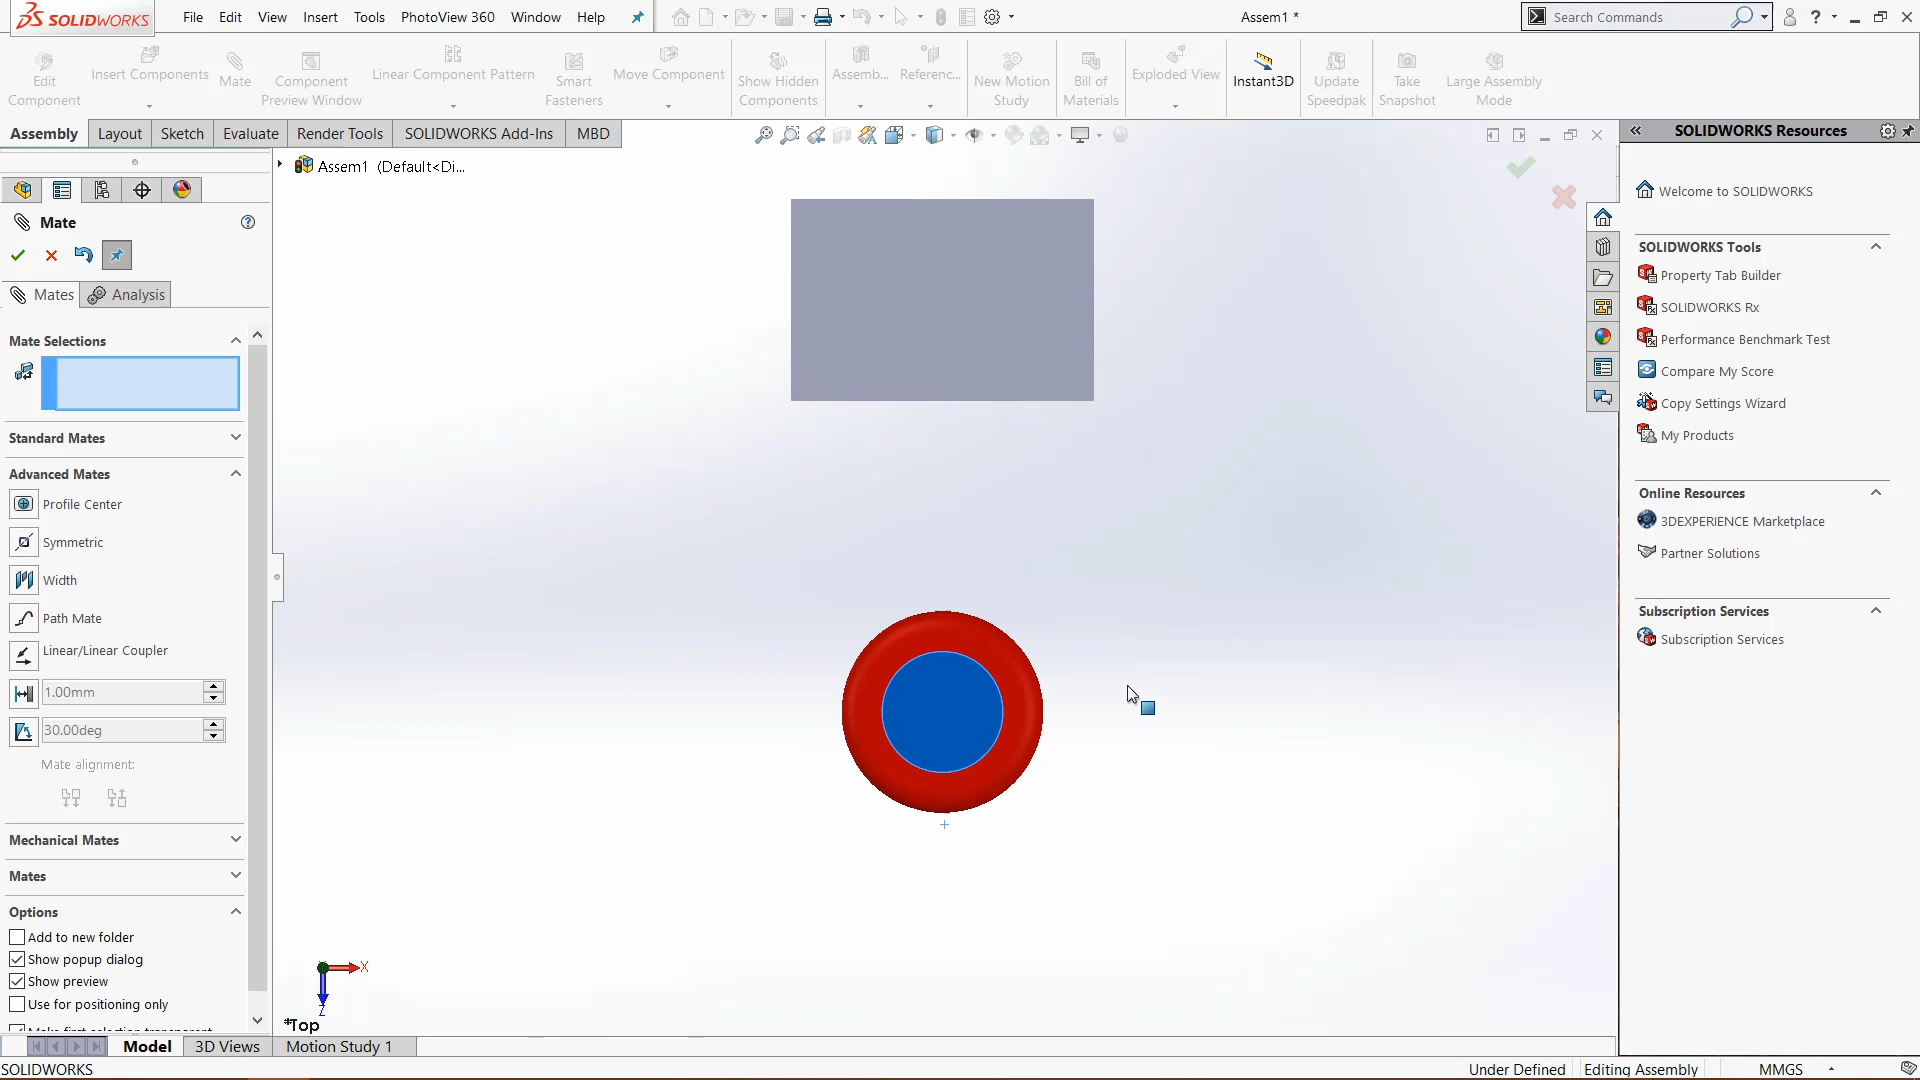 SOLIDWORKS
File Edit View Insert Tools PhotoView 360 Window Help
Assem1 *
Search Commands
Edit Component
Insert Components
Mate
Component Preview Window
Linear Component Pattern
Smart Fasteners
Move Component
Show Hidden Components
Assemb...
Referenc...
New Motion Study
Bill of Materials
Exploded View
Instant3D
Update Speedpak
Take Snapshot
Large Assembly Mode
Assembly Layout Sketch Evaluate Render Tools SOLIDWORKS Add-Ins MBD
SOLIDWORKS Resources
Assem1 (Default<Di...
Mate
Mates Analysis
Mate Selections
Standard Mates
Advanced Mates
Profile Center
Symmetric
Width
Path Mate
Linear/Linear Coupler
1.00mm
30.00deg
Mate alignment:
Mechanical Mates
Mates
Options
Add to new folder
Show popup dialog
Show preview
Use for positioning only
Make first selection transparent
X
Z
*Top
Welcome to SOLIDWORKS
SOLIDWORKS Tools
Property Tab Builder
SOLIDWORKS Rx
Performance Benchmark Test
Compare My Score
Copy Settings Wizard
My Products
Online Resources
3DEXPERIENCE Marketplace
Partner Solutions
Subscription Services
Subscription Services
Model 3D Views Motion Study 1
SOLIDWORKS
Under Defined Editing Assembly MMGS